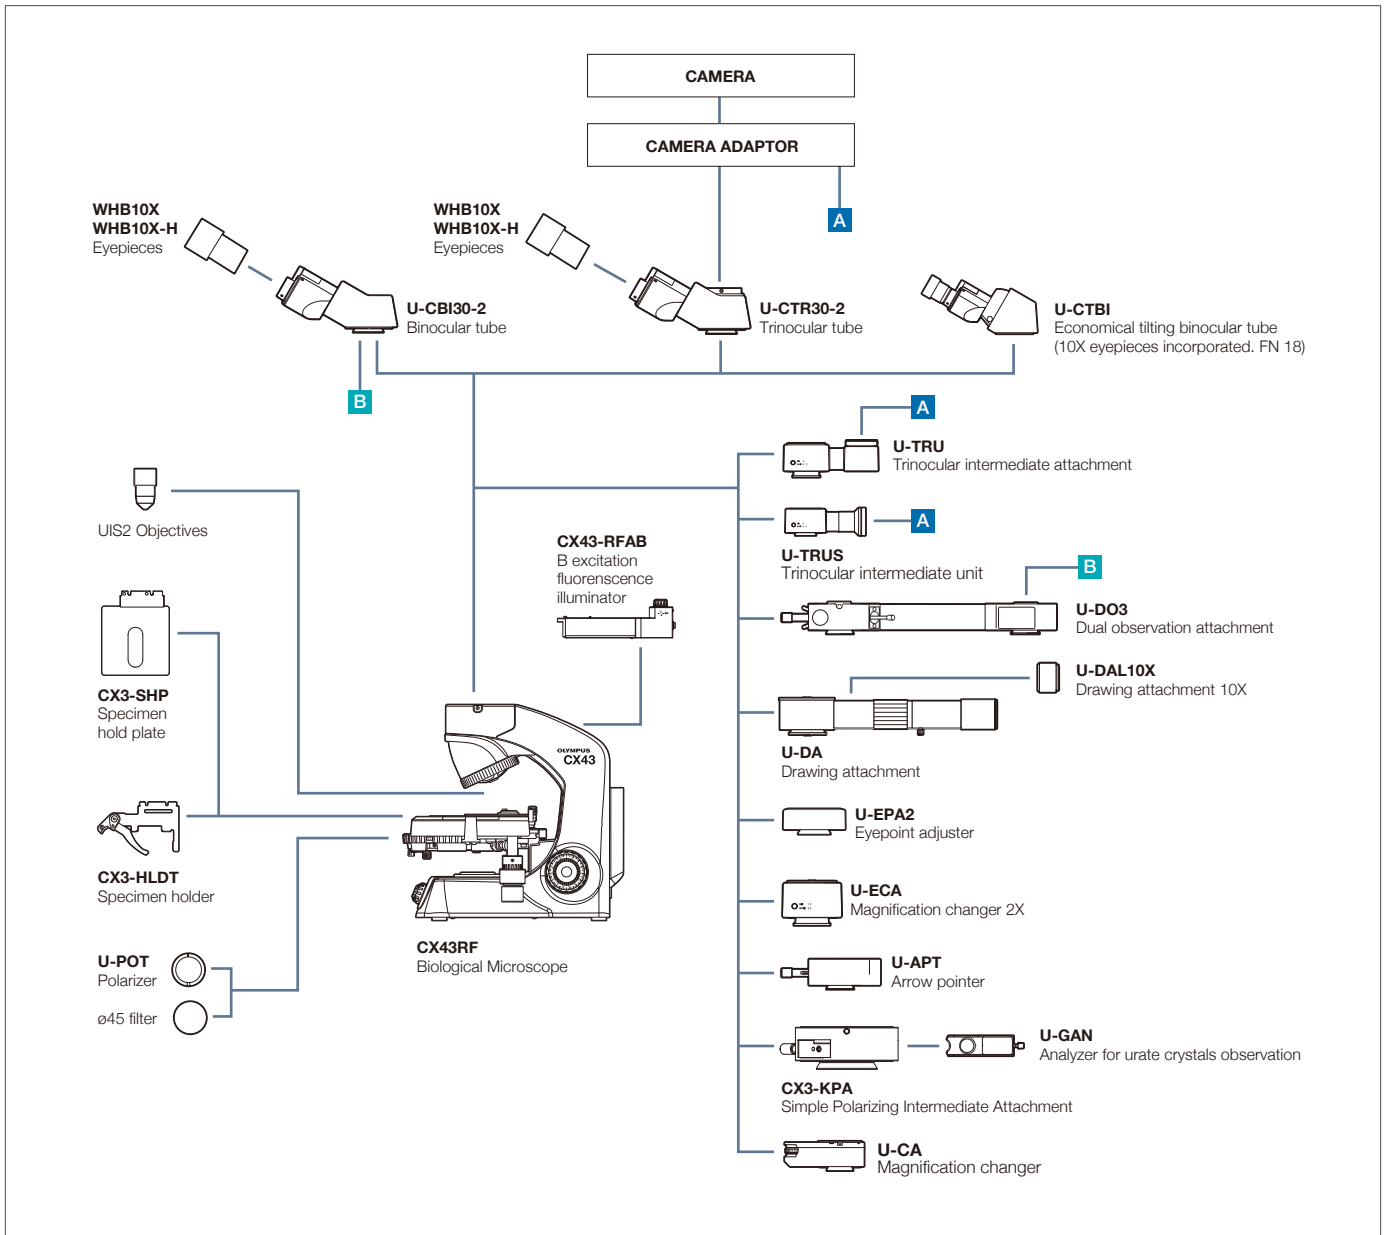 CAMERA
CAMERA ADAPTOR
A
WHB10X
WHB10X-H
Eyepieces
WHB10X
WHB10X-H
Eyepieces
U-CBI30-2
Binocular tube
U-CTR30-2
Trinocular tube
U-CTBI
Economical tilting binocular tube
(10X eyepieces incorporated. FN 18)
B
A
U-TRU
Trinocular intermediate attachment
UIS2 Objectives
A
U-TRUS
Trinocular intermediate unit
CX43-RFAB
B excitation
fluorenscence
illuminator
B
U-DO3
Dual observation attachment
CX3-SHP
Specimen
hold plate
U-DAL10X
Drawing attachment 10X
U-DA
Drawing attachment
OLYMPUS
CX43
U-EPA2
Eyepoint adjuster
CX3-HLDT
Specimen holder
U-ECA
Magnification changer 2X
CX43RF
Biological Microscope
U-POT
Polarizer
ø45 filter
U-APT
Arrow pointer
U-GAN
Analyzer for urate crystals observation
CX3-KPA
Simple Polarizing Intermediate Attachment
U-CA
Magnification changer